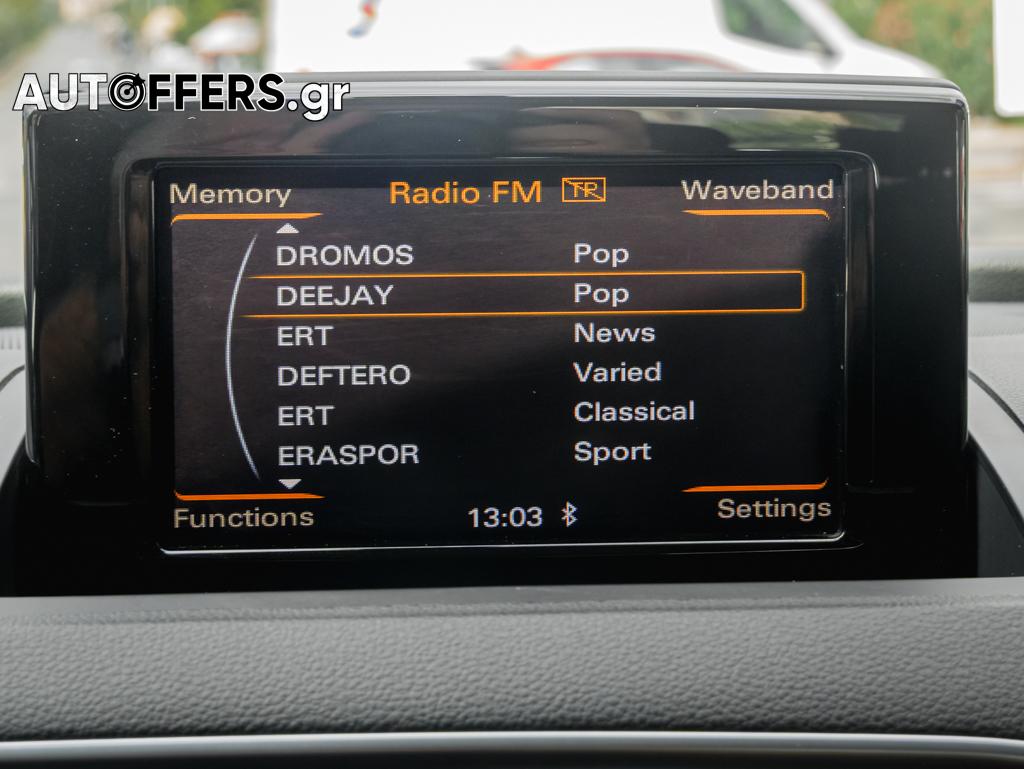 AUTOFFERS.gr
Memory Radio FM TP Waveband
DROMOS Pop
DEEJAY Pop
ERT News
DEFTERO Varied
ERT Classical
ERASPOR Sport
Functions 13:03 Settings